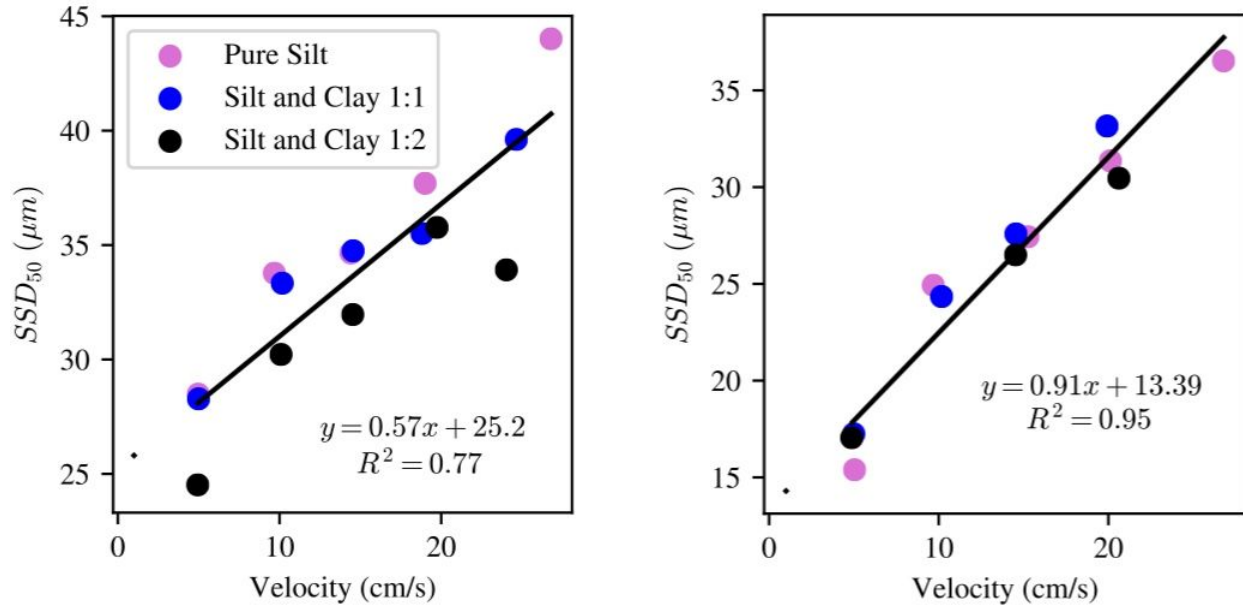 45
40
35
30
25
0
10
20
SSD₅₀ (μm)
Velocity (cm/s)
Pure Silt
Silt and Clay 1:1
Silt and Clay 1:2
y = 0.57x + 25.2
R² = 0.77
35
30
25
20
15
0
10
20
SSD₅₀ (μm)
Velocity (cm/s)
y = 0.91x + 13.39
R² = 0.95